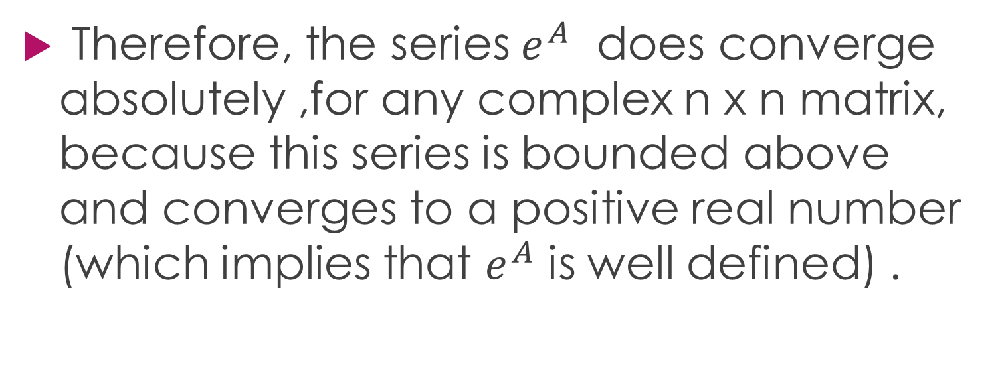 Therefore, the series 𝑒^𝐴 does converge
absolutely ,for any complex n x n matrix,
because this series is bounded above
and converges to a positive real number
(which implies that 𝑒^𝐴 is well defined) .